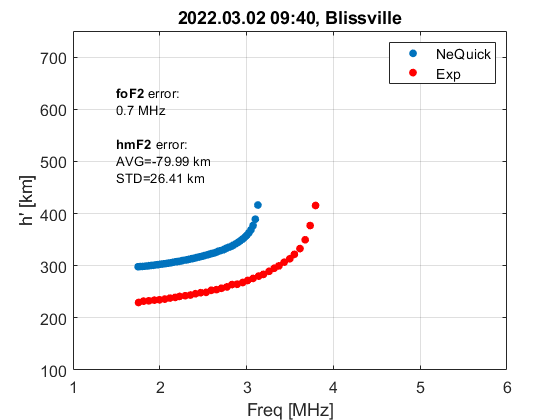 2022.03.02 09:40, Blissville
NeQuick
Exp
foF2 error:
0.7 MHz
hmF2 error:
AVG=-79.99 km
STD=26.41 km
h' [km]
700
600
500
400
300
200
100
1 2 3 4 5 6
Freq [MHz]